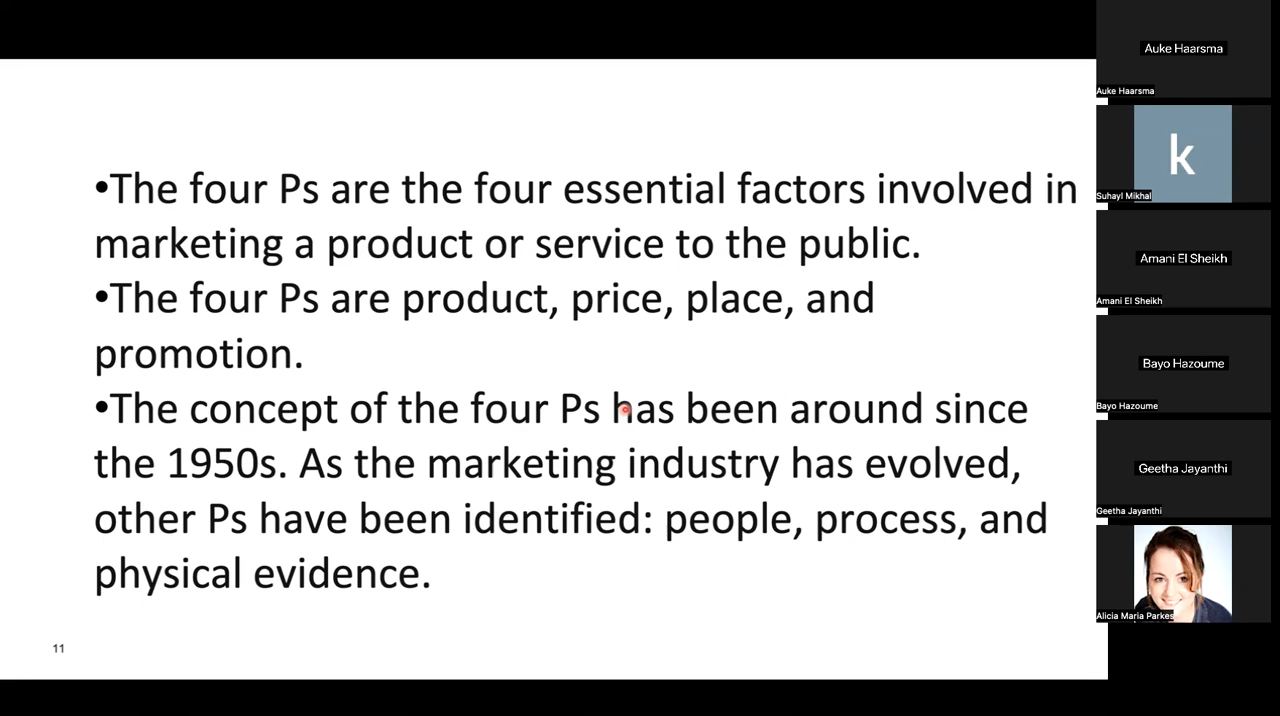 •The four Ps are the four essential factors involved in
marketing a product or service to the public.
•The four Ps are product, price, place, and
promotion.
•The concept of the four Ps has been around since
the 1950s. As the marketing industry has evolved,
other Ps have been identified: people, process, and
physical evidence.
11
Auke Haarsma
Auke Haarsma
k
Suhayl Mikhal
Amani El Sheikh
Amani El Sheikh
Bayo Hazoume
Bayo Hazoume
Geetha Jayanthi
Geetha Jayanthi
Alicia Maria Parkes